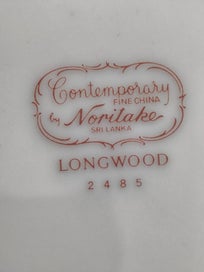 Contemporary
FINE CHINA
by Noritake
SRI LANKA
LONGWOOD
2485